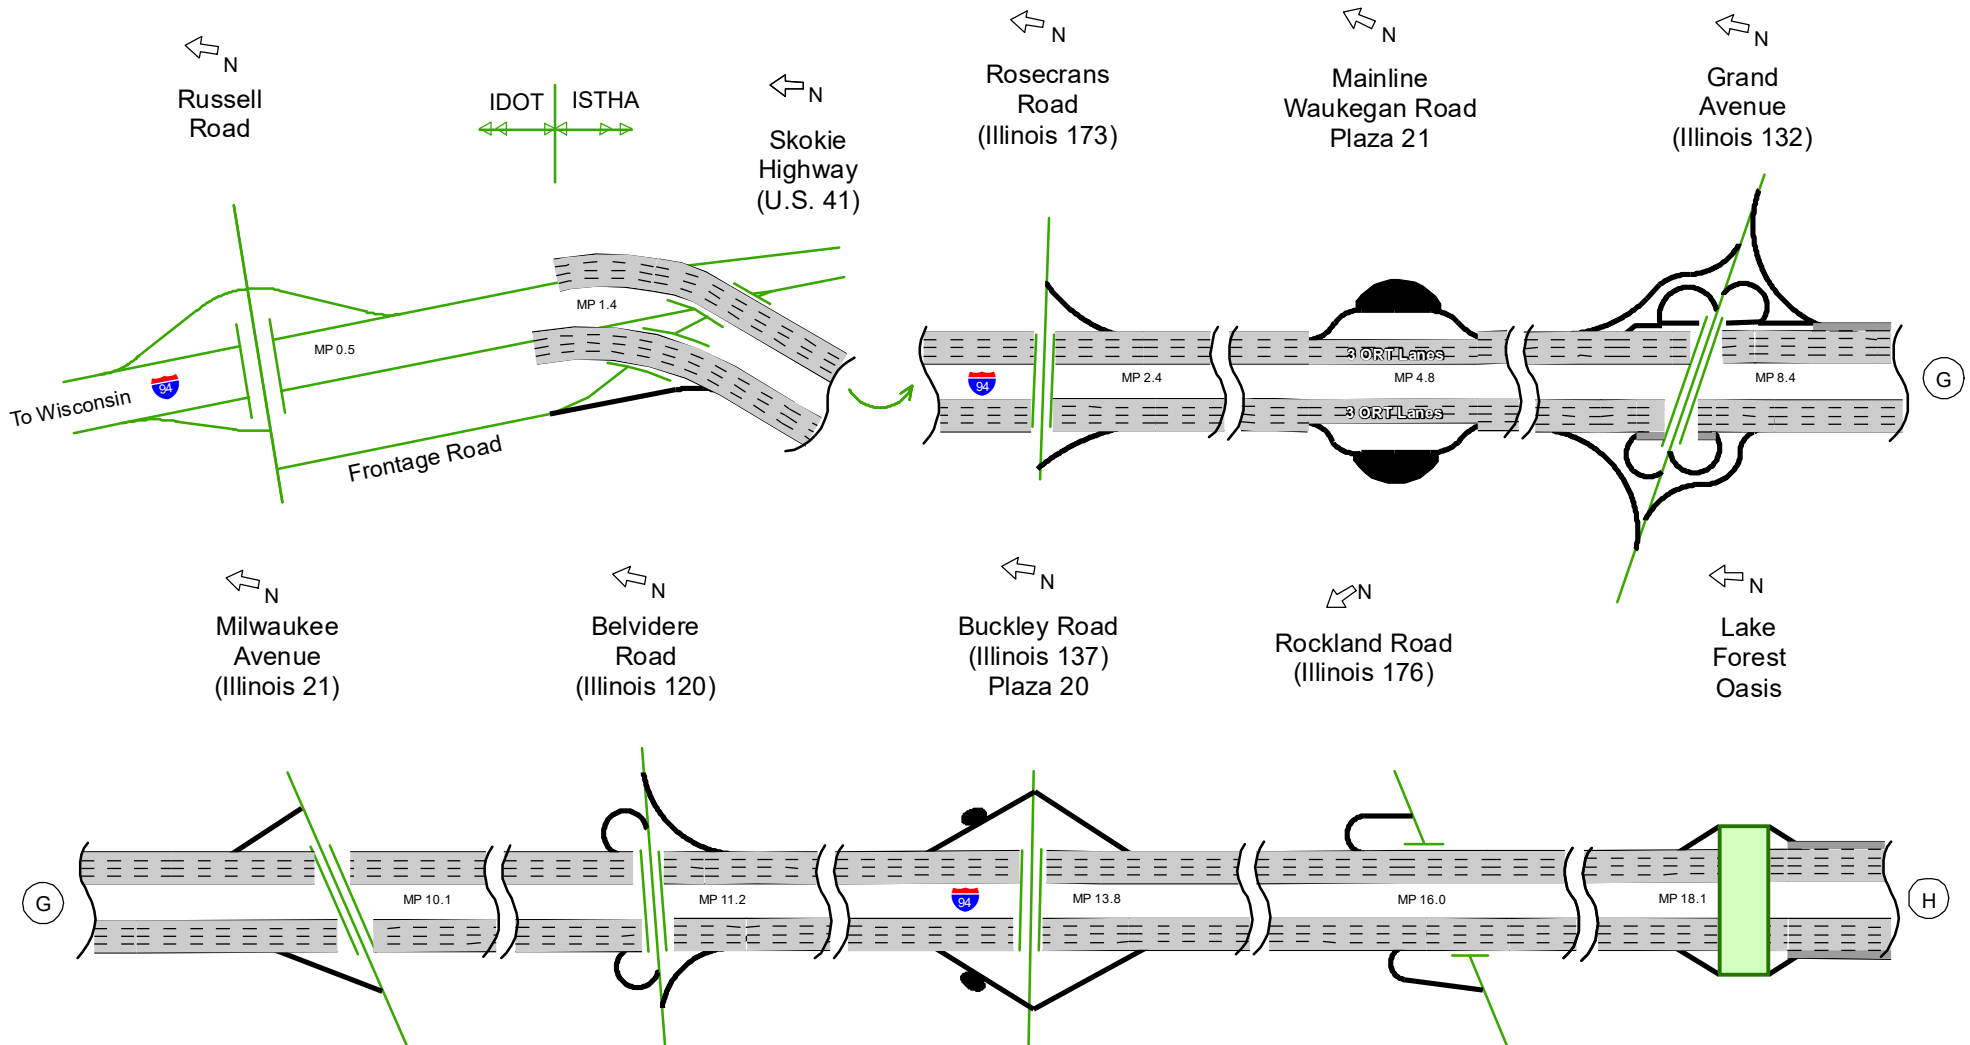 N
Russell
Road
IDOT
ISTHA
N
Skokie
Highway
(U.S. 41)
N
Rosecrans
Road
(Illinois 173)
N
Mainline
Waukegan Road
Plaza 21
N
Grand
Avenue
(Illinois 132)
To Wisconsin
94
MP 0.5
Frontage Road
MP 1.4
94
MP 2.4
3 ORT Lanes
MP 4.8
3 ORT Lanes
MP 8.4
G
N
Milwaukee
Avenue
(Illinois 21)
N
Belvidere
Road
(Illinois 120)
N
Buckley Road
(Illinois 137)
Plaza 20
N
Rockland Road
(Illinois 176)
N
Lake
Forest
Oasis
G
MP 10.1
MP 11.2
94
MP 13.8
MP 16.0
MP 18.1
H